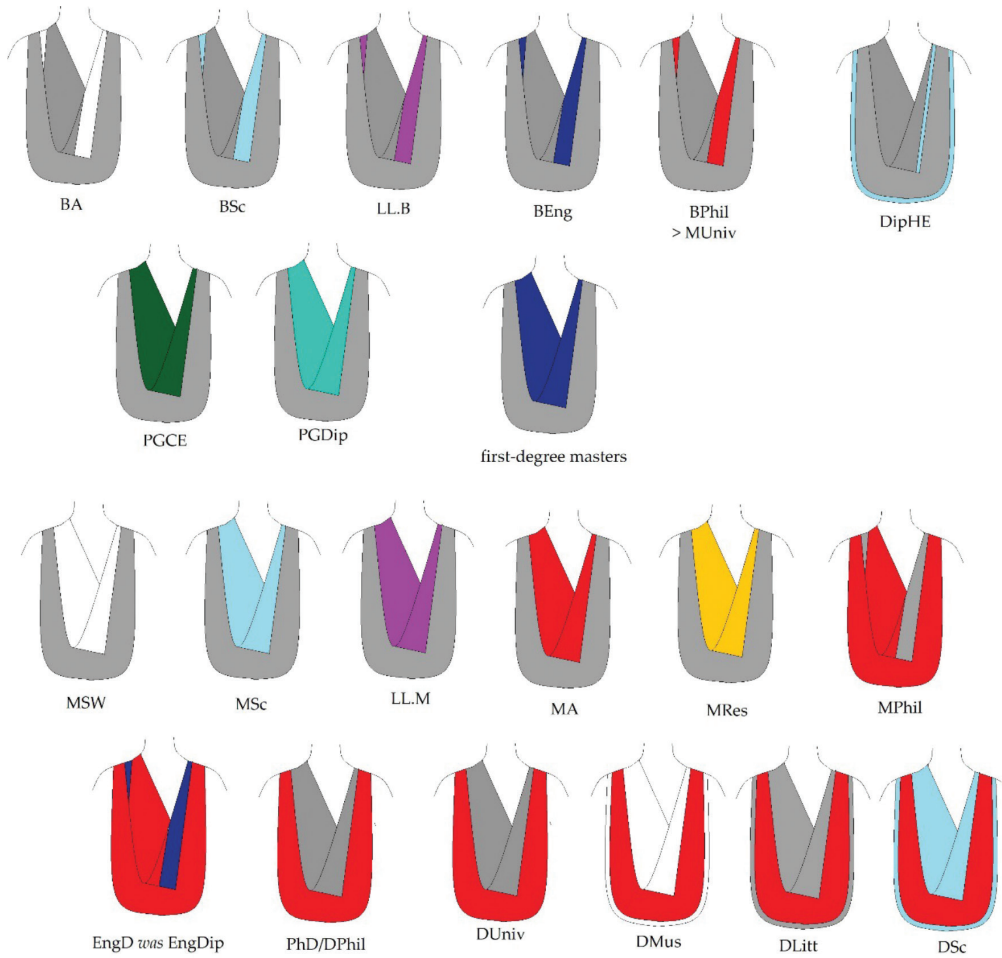 BA
BSc
LL.B
BEng
BPhil
> MUniv
DipHE
PGCE
PGDip
first-degree masters
MSW
MSc
LL.M
MA
MRes
MPhil
EngD was EngDip
PhD/DPhil
DUniv
DMus
DLitt
DSc